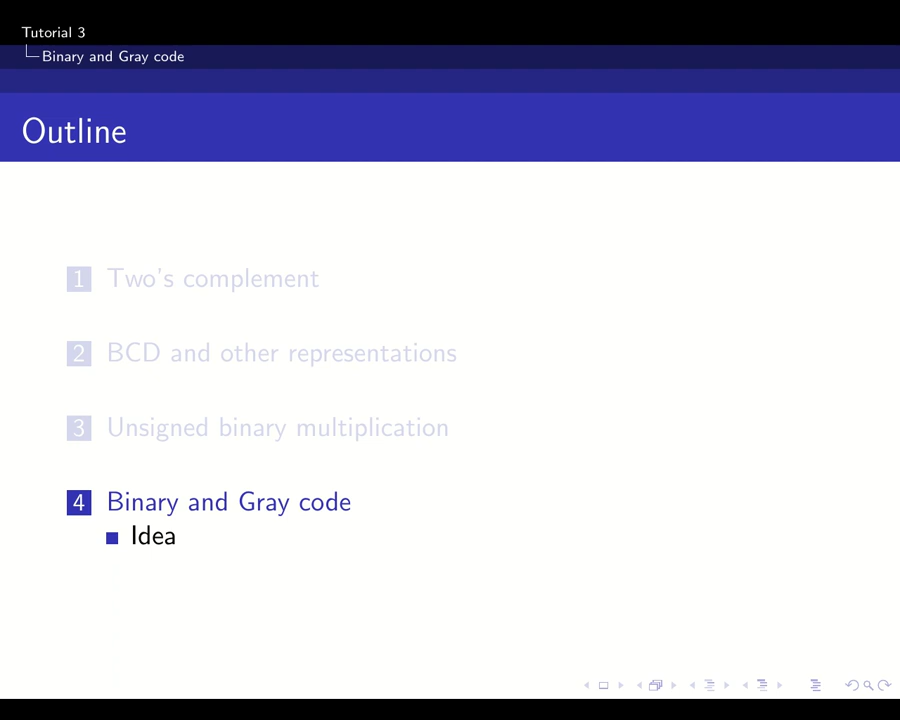 Tutorial 3
Binary and Gray code
Outline
1 Two's complement
2 BCD and other representations
3 Unsigned binary multiplication
4 Binary and Gray code
Idea